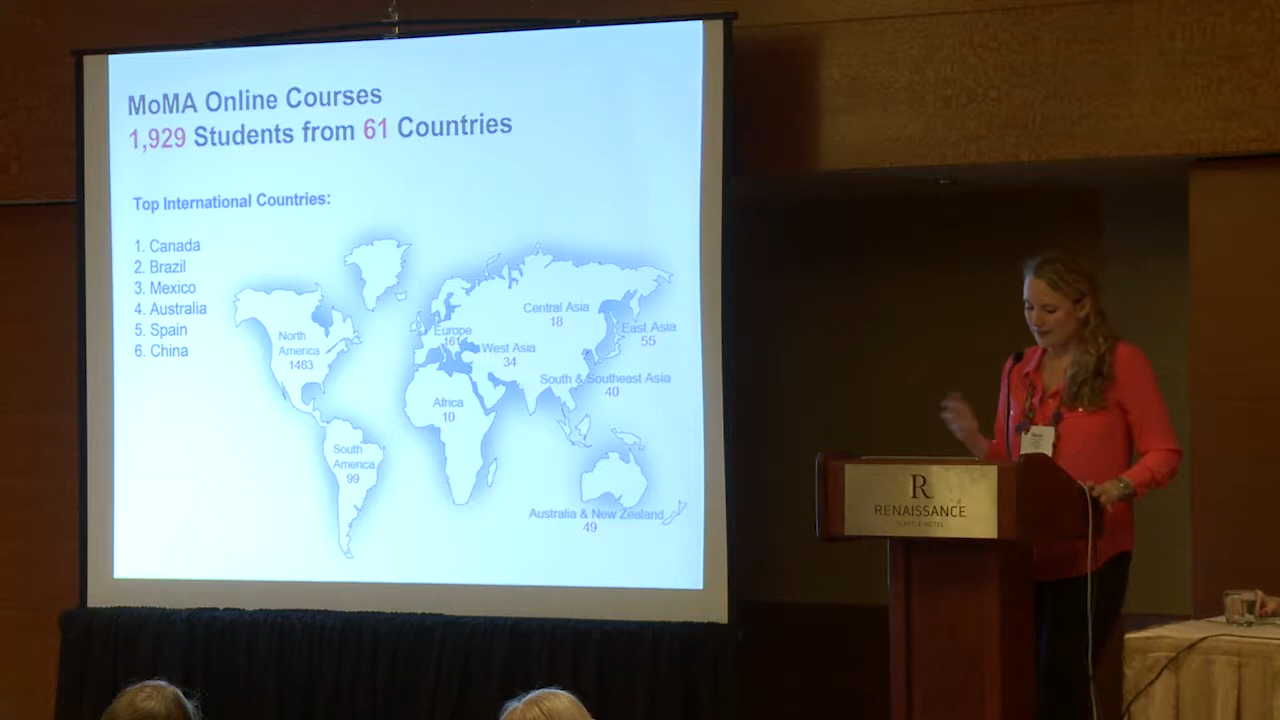 MoMA Online Courses
1,929 Students from 61 Countries
Top International Countries:
1. Canada
2. Brazil
3. Mexico
4. Australia
5. Spain
6. China
North
America
1463
South
America
99
Europe
161
Africa
10
West Asia
34
Central Asia
18
East Asia
55
South & Southeast Asia
40
Australia & New Zealand
49
R
RENAISSANCE
SEATTLE HOTEL